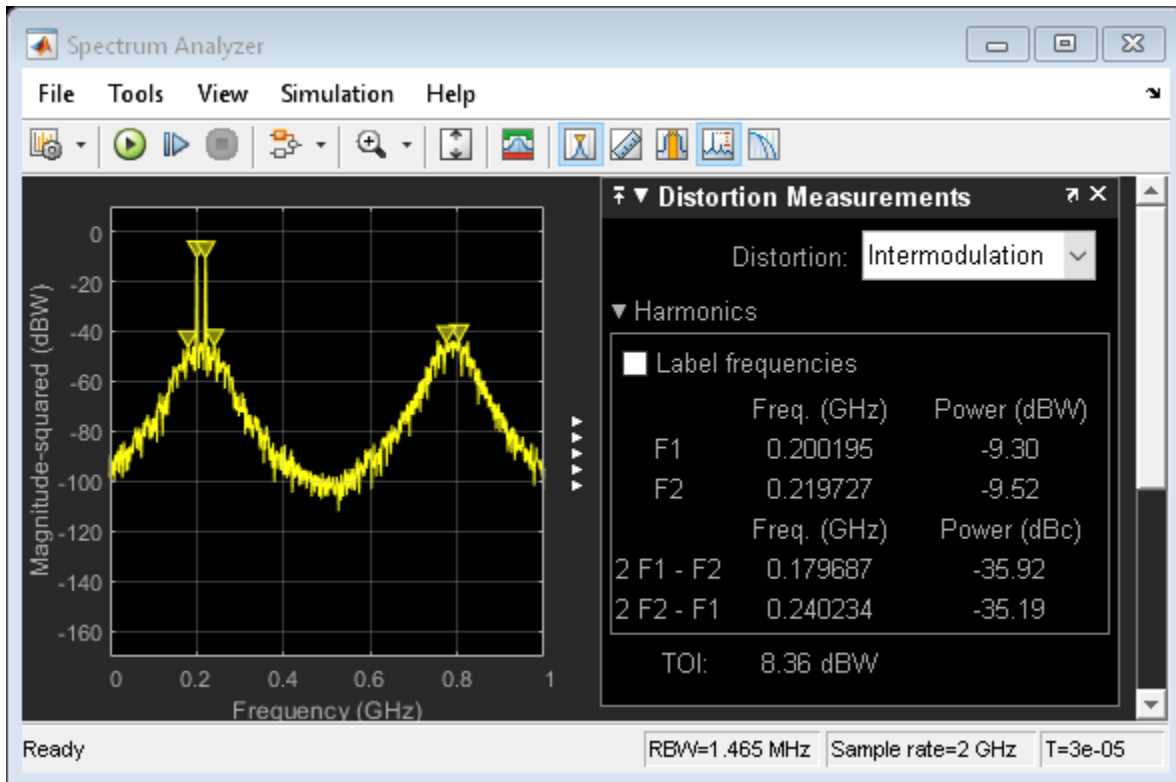 Spectrum Analyzer
File Tools View Simulation Help
Distortion Measurements
Distortion: Intermodulation
Harmonics
Label frequencies
Freq. (GHz) Power (dBW)
F1 0.200195 -9.30
F2 0.219727 -9.52
Freq. (GHz) Power (dBc)
2 F1 - F2 0.179687 -35.92
2 F2 - F1 0.240234 -35.19
TOI: 8.36 dBW
Magnitude-squared (dBW)
0
-20
-40
-60
-80
-100
-120
-140
-160
0 0.2 0.4 0.6 0.8 1
Frequency (GHz)
Ready RBW=1.465 MHz Sample rate=2 GHz T=3e-05